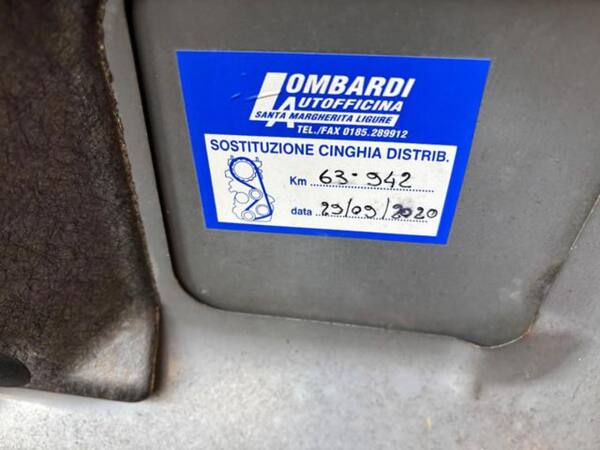 LOMBARDI
AUTOFFICINA
SANTA MARGHERITA LIGURE
TEL./FAX 0185.289912
SOSTITUZIONE CINGHIA DISTRIB.
Km 63-942
data 29/09/2020